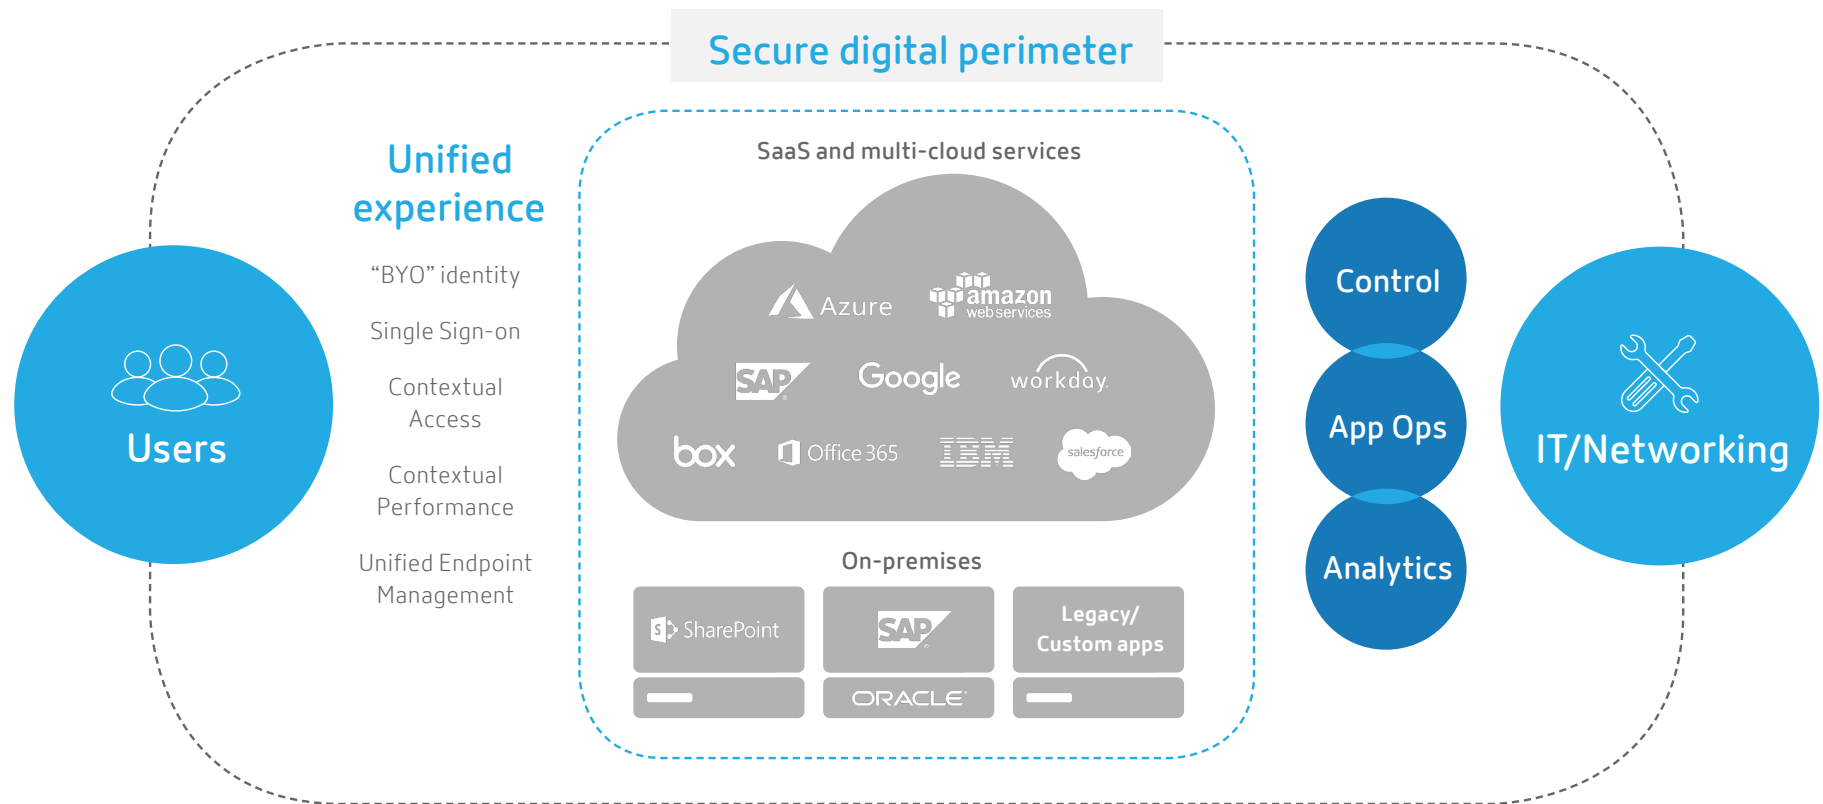 Secure digital perimeter
Unified
experience
“BYO” identity
Single Sign-on
Contextual
Access
Contextual
Performance
Unified Endpoint
Management
Users
SaaS and multi-cloud services
Azure
amazon
web services
SAP
Google
workday.
box
Office 365
IBM
salesforce
On-premises
S SharePoint
SAP
Legacy/
Custom apps
ORACLE
Control
App Ops
Analytics
IT/Networking